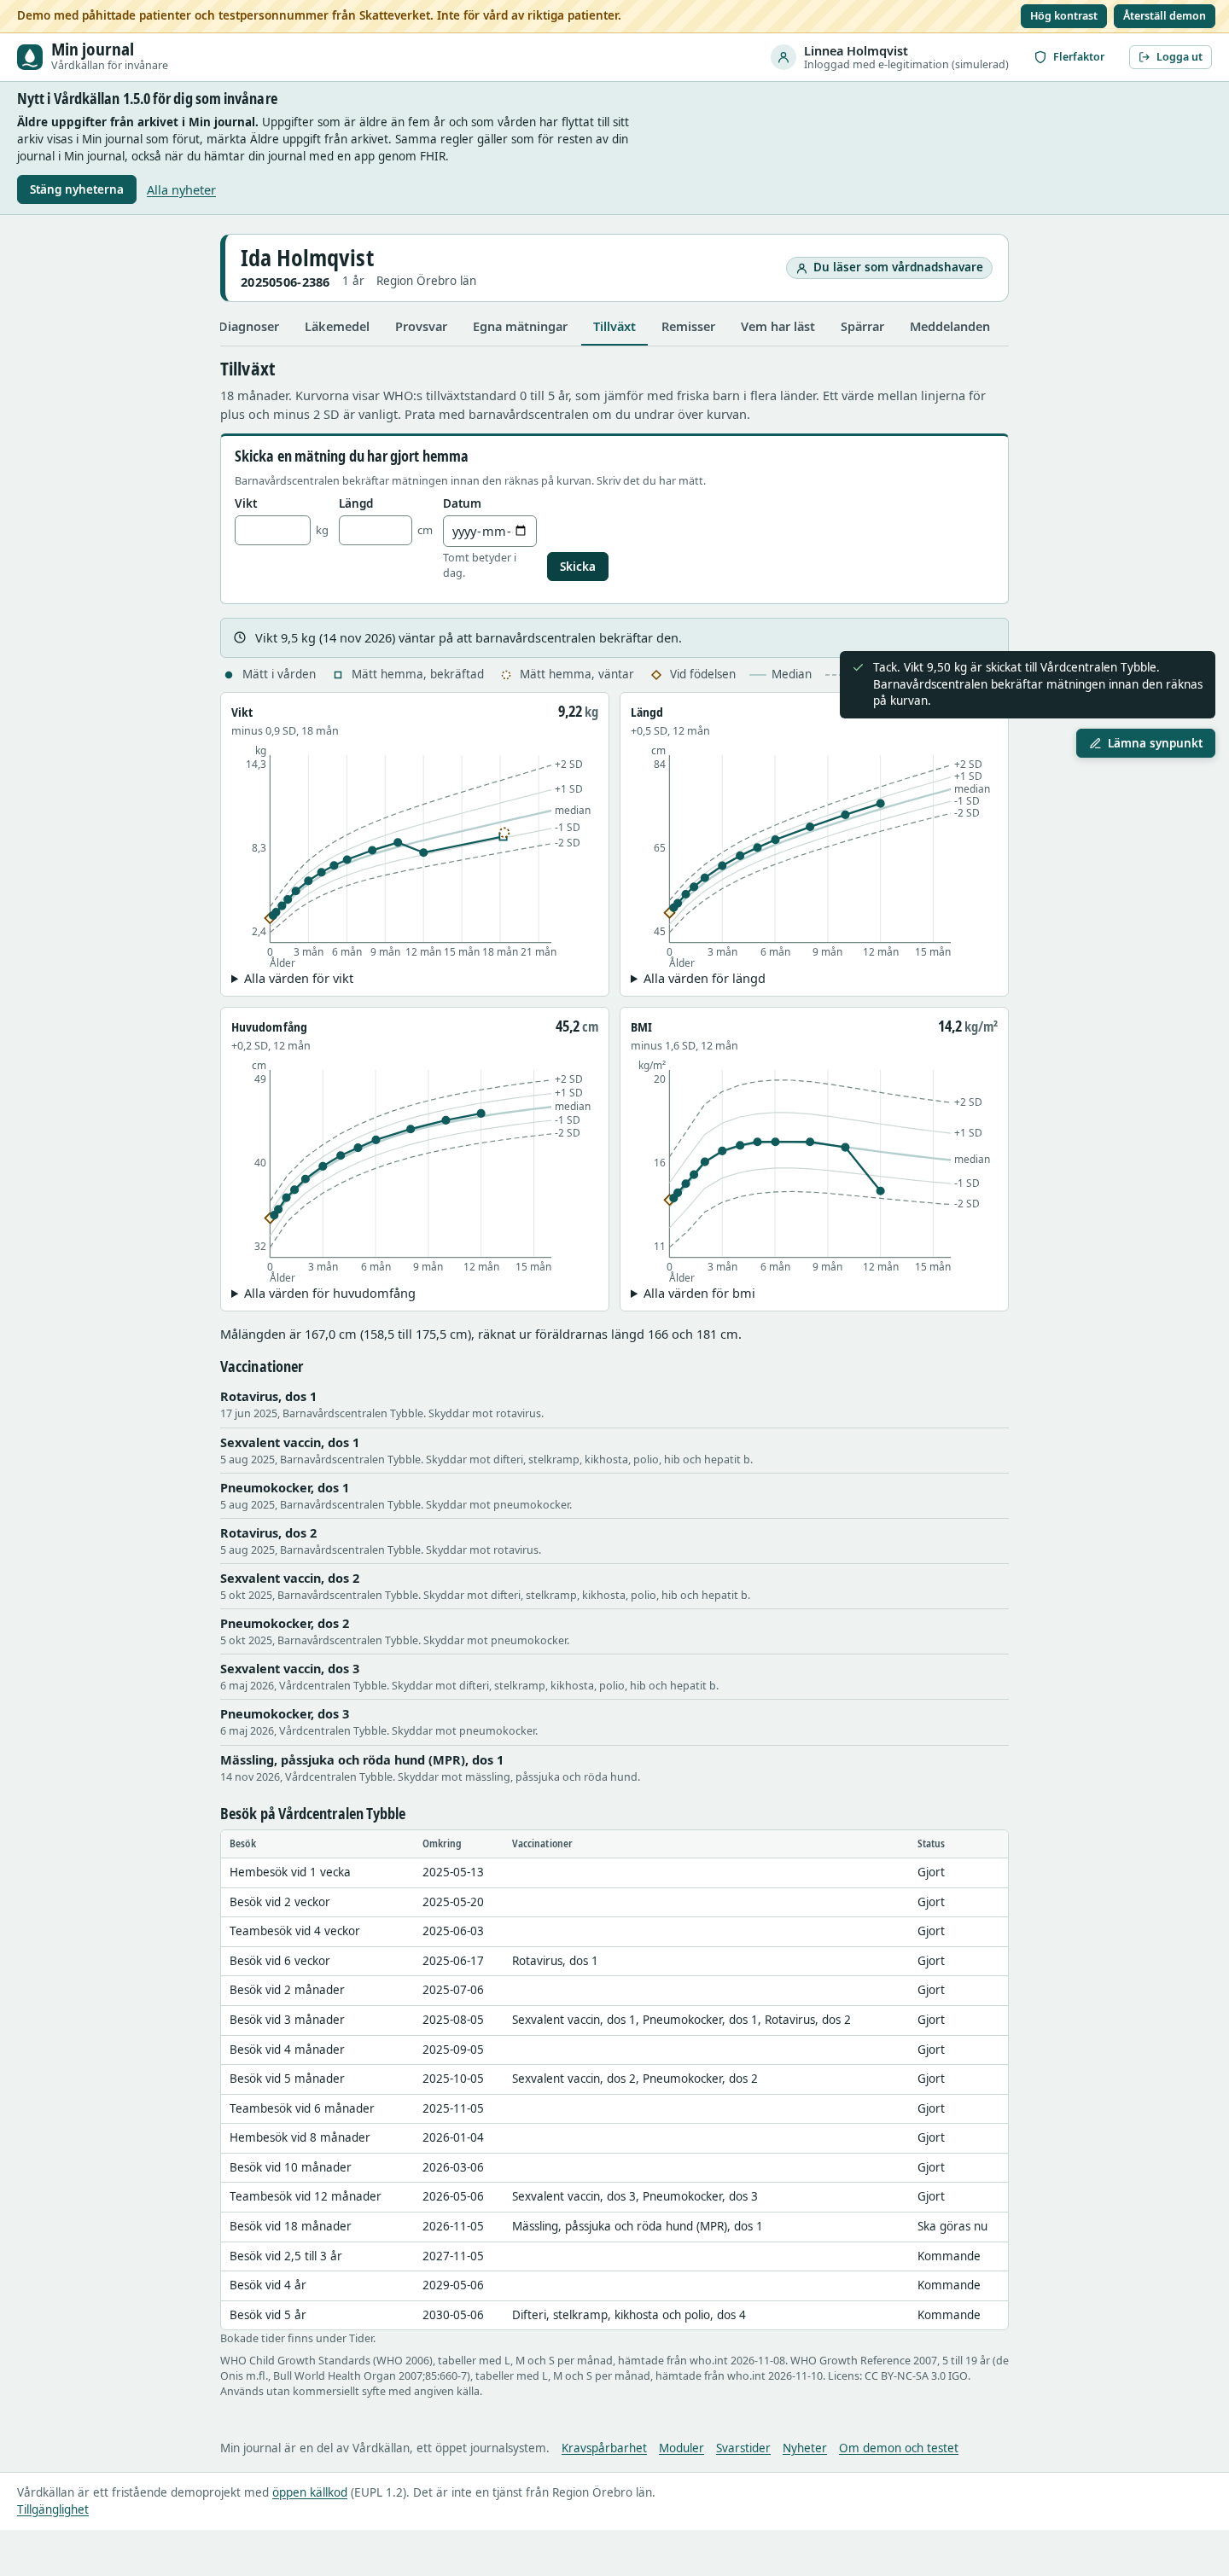 Demo med påhittade patienter och testpersonnummer från Skatteverket. Inte för vård av riktiga patienter.
Hög kontrast
Återställ demon
Min journal
Vårdkällan för invånare
Linnea Holmqvist
Inloggad med e-legitimation (simulerad)
Flerfaktor
Logga ut
Nytt i Vårdkällan 1.5.0 för dig som invånare
Äldre uppgifter från arkivet i Min journal. Uppgifter som är äldre än fem år och som vården har flyttat till sitt
arkiv visas i Min journal som förut, märkta Äldre uppgift från arkivet. Samma regler gäller som för resten av din
journal i Min journal, också när du hämtar din journal med en app genom FHIR.
Stäng nyheterna
Alla nyheter
Ida Holmqvist
20250506-2386 1 år Region Örebro län
Du läser som vårdnadshavare
Diagnoser Läkemedel Provsvar Egna mätningar Tillväxt Remisser Vem har läst Spärrar Meddelanden
Tillväxt
18 månader. Kurvorna visar WHO:s tillväxtstandard 0 till 5 år, som jämför med friska barn i flera länder. Ett värde mellan linjerna för
plus och minus 2 SD är vanligt. Prata med barnavårdscentralen om du undrar över kurvan.
Skicka en mätning du har gjort hemma
Barnavårdscentralen bekräftar mätningen innan den räknas på kurvan. Skriv det du har mätt.
Vikt Längd Datum
kg cm yyyy-mm-
Tomt betyder i
dag.
Skicka
Vikt 9,5 kg (14 nov 2026) väntar på att barnavårdscentralen bekräftar den.
Tack. Vikt 9,50 kg är skickat till Vårdcentralen Tybble.
Barnavårdscentralen bekräftar mätningen innan den räknas
på kurvan.
Mätt i vården Mätt hemma, bekräftad Mätt hemma, väntar Vid födelsen Median
Lämna synpunkt
Vikt 9,22 kg
minus 0,9 SD, 18 mån
kg
14,3
8,3
2,4
+2 SD
+1 SD
median
-1 SD
-2 SD
0 3 mån 6 mån 9 mån 12 mån 15 mån 18 mån 21 mån
Ålder
Alla värden för vikt
Längd
+0,5 SD, 12 mån
cm
84
65
45
+2 SD
+1 SD
median
-1 SD
-2 SD
0 3 mån 6 mån 9 mån 12 mån 15 mån
Ålder
Alla värden för längd
Huvudomfång 45,2 cm
+0,2 SD, 12 mån
cm
49
40
32
+2 SD
+1 SD
median
-1 SD
-2 SD
0 3 mån 6 mån 9 mån 12 mån 15 mån
Ålder
Alla värden för huvudomfång
BMI 14,2 kg/m²
minus 1,6 SD, 12 mån
kg/m²
20
16
11
+2 SD
+1 SD
median
-1 SD
-2 SD
0 3 mån 6 mån 9 mån 12 mån 15 mån
Ålder
Alla värden för bmi
Målängden är 167,0 cm (158,5 till 175,5 cm), räknat ur föräldrarnas längd 166 och 181 cm.
Vaccinationer
Rotavirus, dos 1
17 jun 2025, Barnavårdscentralen Tybble. Skyddar mot rotavirus.
Sexvalent vaccin, dos 1
5 aug 2025, Barnavårdscentralen Tybble. Skyddar mot difteri, stelkramp, kikhosta, polio, hib och hepatit b.
Pneumokocker, dos 1
5 aug 2025, Barnavårdscentralen Tybble. Skyddar mot pneumokocker.
Rotavirus, dos 2
5 aug 2025, Barnavårdscentralen Tybble. Skyddar mot rotavirus.
Sexvalent vaccin, dos 2
5 okt 2025, Barnavårdscentralen Tybble. Skyddar mot difteri, stelkramp, kikhosta, polio, hib och hepatit b.
Pneumokocker, dos 2
5 okt 2025, Barnavårdscentralen Tybble. Skyddar mot pneumokocker.
Sexvalent vaccin, dos 3
6 maj 2026, Vårdcentralen Tybble. Skyddar mot difteri, stelkramp, kikhosta, polio, hib och hepatit b.
Pneumokocker, dos 3
6 maj 2026, Vårdcentralen Tybble. Skyddar mot pneumokocker.
Mässling, påssjuka och röda hund (MPR), dos 1
14 nov 2026, Vårdcentralen Tybble. Skyddar mot mässling, påssjuka och röda hund.
Besök på Vårdcentralen Tybble
Besök Omkring Vaccinationer Status
Hembesök vid 1 vecka 2025-05-13 Gjort
Besök vid 2 veckor 2025-05-20 Gjort
Teambesök vid 4 veckor 2025-06-03 Gjort
Besök vid 6 veckor 2025-06-17 Rotavirus, dos 1 Gjort
Besök vid 2 månader 2025-07-06 Gjort
Besök vid 3 månader 2025-08-05 Sexvalent vaccin, dos 1, Pneumokocker, dos 1, Rotavirus, dos 2 Gjort
Besök vid 4 månader 2025-09-05 Gjort
Besök vid 5 månader 2025-10-05 Sexvalent vaccin, dos 2, Pneumokocker, dos 2 Gjort
Teambesök vid 6 månader 2025-11-05 Gjort
Hembesök vid 8 månader 2026-01-04 Gjort
Besök vid 10 månader 2026-03-06 Gjort
Teambesök vid 12 månader 2026-05-06 Sexvalent vaccin, dos 3, Pneumokocker, dos 3 Gjort
Besök vid 18 månader 2026-11-05 Mässling, påssjuka och röda hund (MPR), dos 1 Ska göras nu
Besök vid 2,5 till 3 år 2027-11-05 Kommande
Besök vid 4 år 2029-05-06 Kommande
Besök vid 5 år 2030-05-06 Difteri, stelkramp, kikhosta och polio, dos 4 Kommande
Bokade tider finns under Tider.
WHO Child Growth Standards (WHO 2006), tabeller med L, M och S per månad, hämtade från who.int 2026-11-08. WHO Growth Reference 2007, 5 till 19 år (de
Onis m.fl., Bull World Health Organ 2007;85:660-7), tabeller med L, M och S per månad, hämtade från who.int 2026-11-10. Licens: CC BY-NC-SA 3.0 IGO.
Används utan kommersiellt syfte med angiven källa.
Min journal är en del av Vårdkällan, ett öppet journalsystem. Kravspårbarhet Moduler Svarstider Nyheter Om demon och testet
Vårdkällan är ett fristående demoprojekt med öppen källkod (EUPL 1.2). Det är inte en tjänst från Region Örebro län.
Tillgänglighet